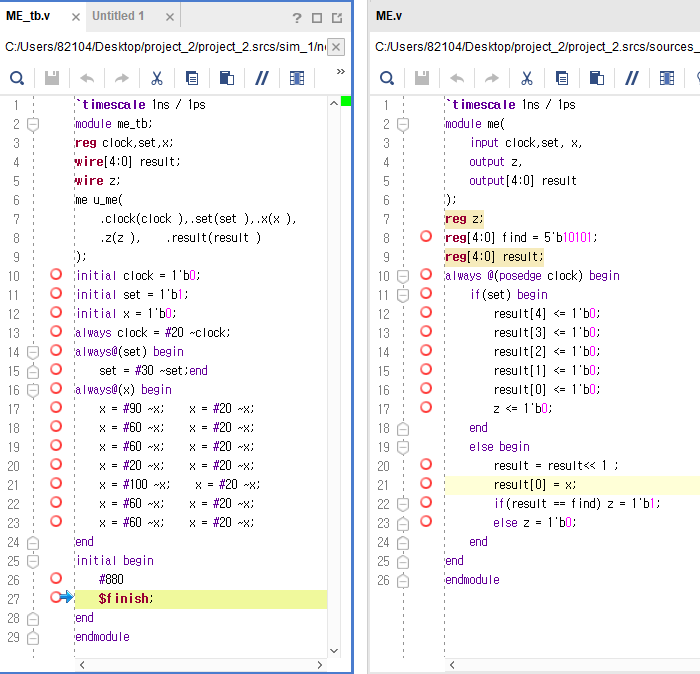 ME_tb.v × Untitled 1 × ?
C:/Users/82104/Desktop/project_2/project_2.srcs/sim_1/ne ×
»
1 `timescale 1ns / 1ps
2 module me_tb;
3 reg clock,set,x;
4 wire[4:0] result;
5 wire z;
6 me u_me(
7 .clock(clock ),.set(set ),.x(x ),
8 .z(z ), .result(result )
9 );
10 initial clock = 1'b0;
11 initial set = 1'b1;
12 initial x = 1'b0;
13 always clock = #20 ~clock;
14 always@(set) begin
15 set = #30 ~set;end
16 always@(x) begin
17 x = #90 ~x; x = #20 ~x;
18 x = #60 ~x; x = #20 ~x;
19 x = #60 ~x; x = #20 ~x;
20 x = #20 ~x; x = #20 ~x;
21 x = #100 ~x; x = #20 ~x;
22 x = #60 ~x; x = #20 ~x;
23 x = #60 ~x; x = #20 ~x;
24 end
25 initial begin
26 #880
27 $finish;
28 end
29 endmodule
ME.v
C:/Users/82104/Desktop/project_2/project_2.srcs/sources_
1 `timescale 1ns / 1ps
2 module me(
3 input clock,set, x,
4 output z,
5 output[4:0] result
6 );
7 reg z;
8 reg[4:0] find = 5'b10101;
9 reg[4:0] result;
10 always @(posedge clock) begin
11 if(set) begin
12 result[4] <= 1'b0;
13 result[3] <= 1'b0;
14 result[2] <= 1'b0;
15 result[1] <= 1'b0;
16 result[0] <= 1'b0;
17 z <= 1'b0;
18 end
19 else begin
20 result = result<< 1 ;
21 result[0] = x;
22 if(result == find) z = 1'b1;
23 else z = 1'b0;
24 end
25 end
26 endmodule